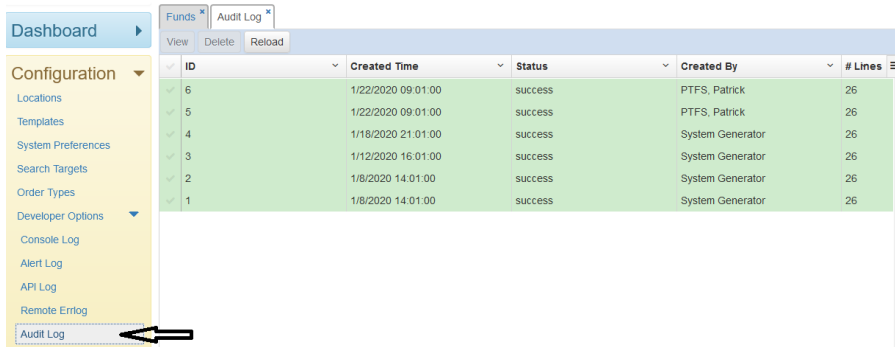 Dashboard
Configuration
Locations
Templates
System Preferences
Search Targets
Order Types
Developer Options
Console Log
Alert Log
API Log
Remote Errlog
Audit Log
Funds × Audit Log ×
View Delete Reload
ID Created Time Status Created By # Lines
6 1/22/2020 09:01:00 success PTFS, Patrick 26
5 1/22/2020 09:01:00 success PTFS, Patrick 26
4 1/18/2020 21:01:00 success System Generator 26
3 1/12/2020 16:01:00 success System Generator 26
2 1/8/2020 14:01:00 success System Generator 26
1 1/8/2020 14:01:00 success System Generator 26